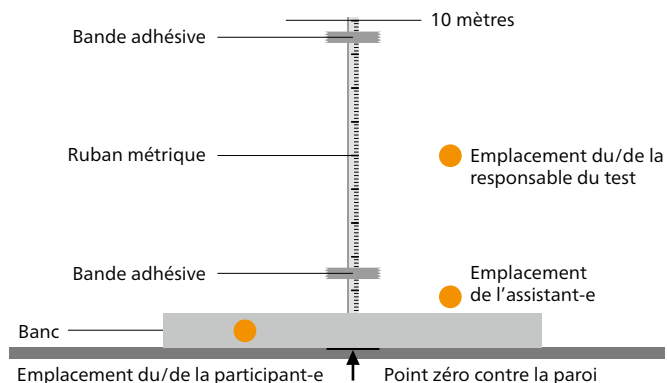 10 mètres
Bande adhésive
Ruban métrique
Emplacement du/de la
responsable du test
Bande adhésive
Emplacement
de l’assistant-e
Banc
Emplacement du/de la participant-e
Point zéro contre la paroi